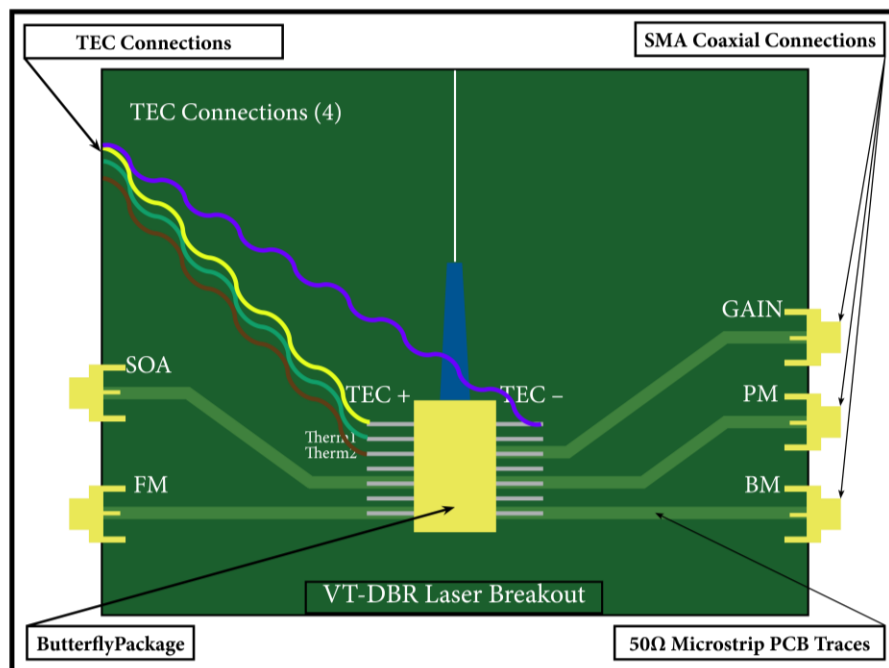 TEC Connections
SMA Coaxial Connections
TEC Connections (4)
GAIN
SOA
TEC +
TEC –
PM
Therm1
Therm2
FM
BM
VT-DBR Laser Breakout
ButterflyPackage
50Ω Microstrip PCB Traces